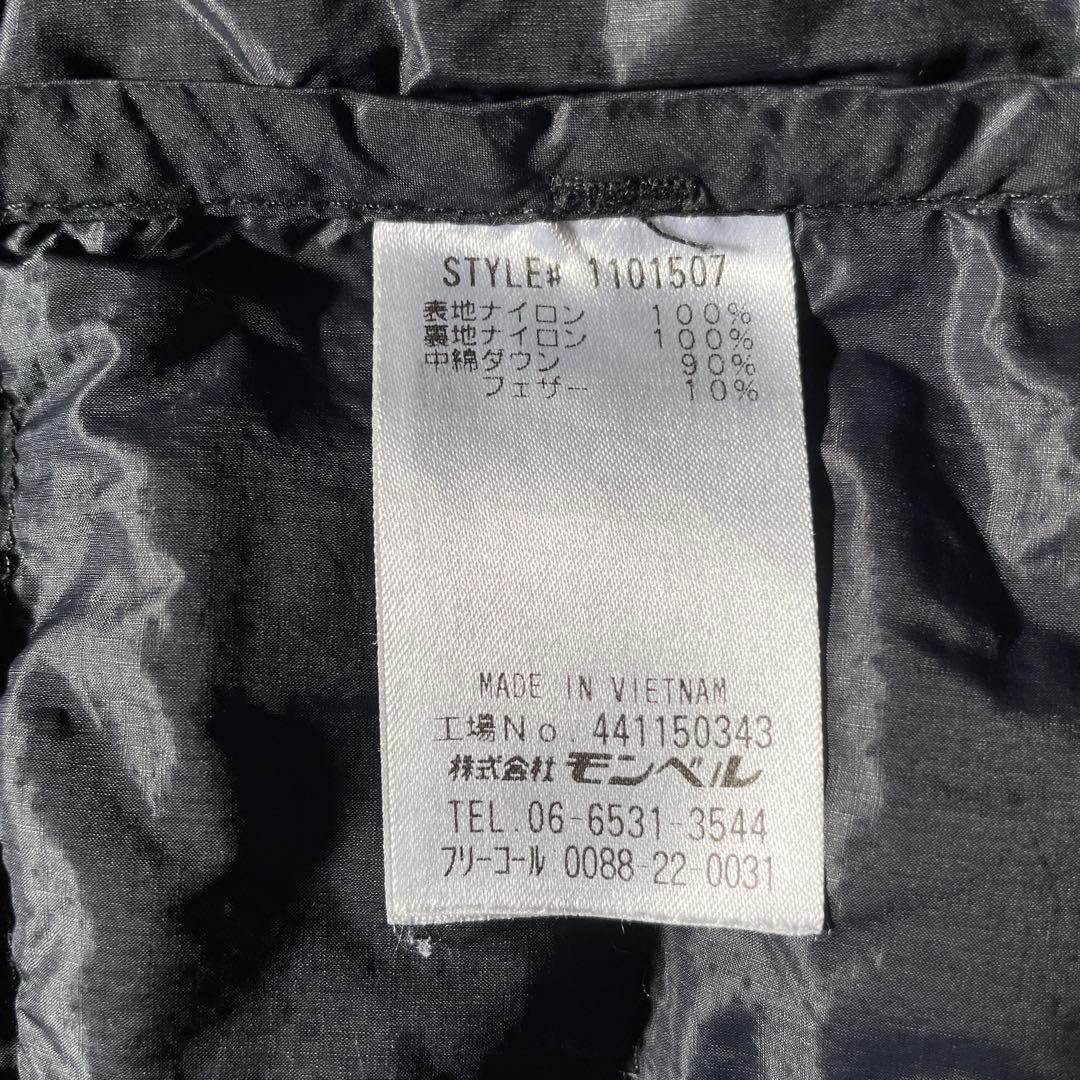 STYLE# 1101507
表地ナイロン 100%
裏地ナイロン 100%
中綿ダウン 90%
フェザー 10%
MADE IN VIETNAM
工場No. 441150343
株式会社 モンベル
TEL.06-6531-3544
フリーコール 0088-22-0031